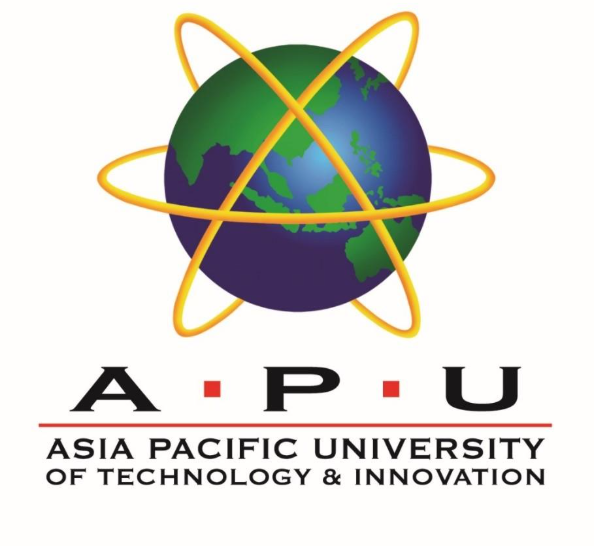 A ▪ P ▪ U
ASIA PACIFIC UNIVERSITY
OF TECHNOLOGY & INNOVATION